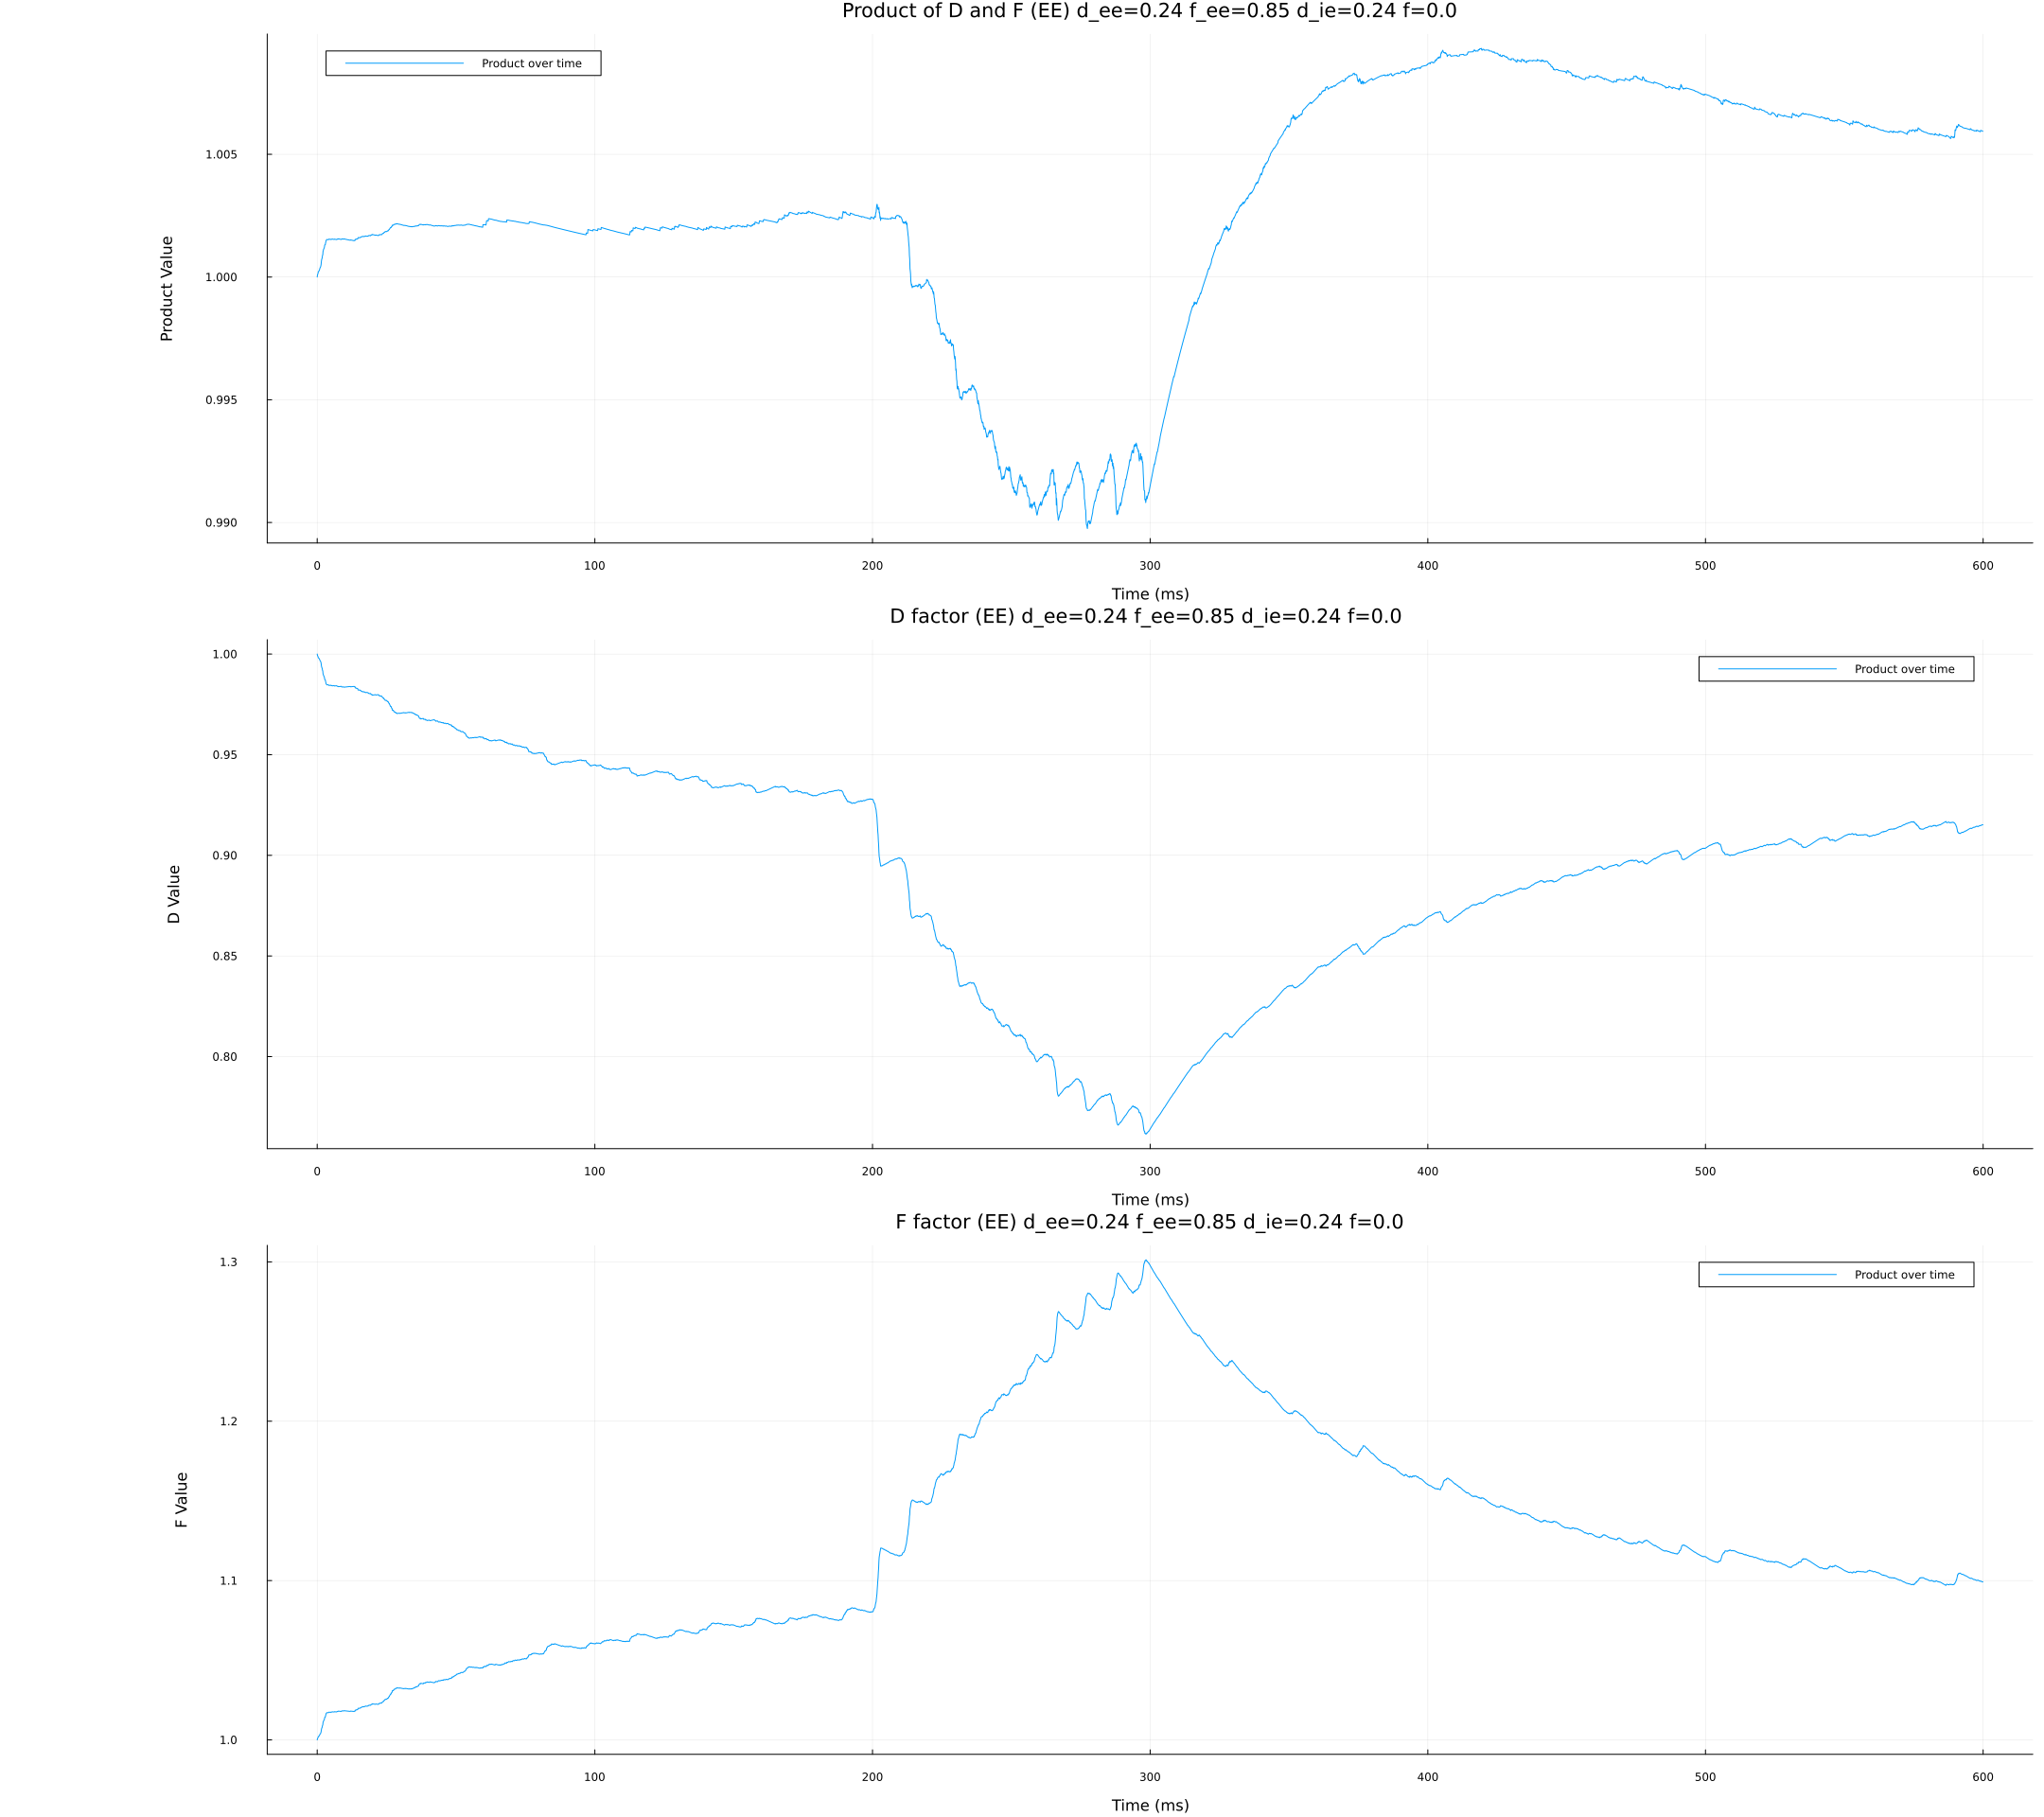 Product of D and F (EE) d_ee=0.24 f_ee=0.85 d_ie=0.24 f=0.0
Product over time
1.005
1.000
0.995
0.990
Product Value
0 100 200 300 400 500 600
Time (ms)
D factor (EE) d_ee=0.24 f_ee=0.85 d_ie=0.24 f=0.0
Product over time
1.00
0.95
0.90
0.85
0.80
D Value
0 100 200 300 400 500 600
Time (ms)
F factor (EE) d_ee=0.24 f_ee=0.85 d_ie=0.24 f=0.0
Product over time
1.3
1.2
1.1
1.0
F Value
0 100 200 300 400 500 600
Time (ms)